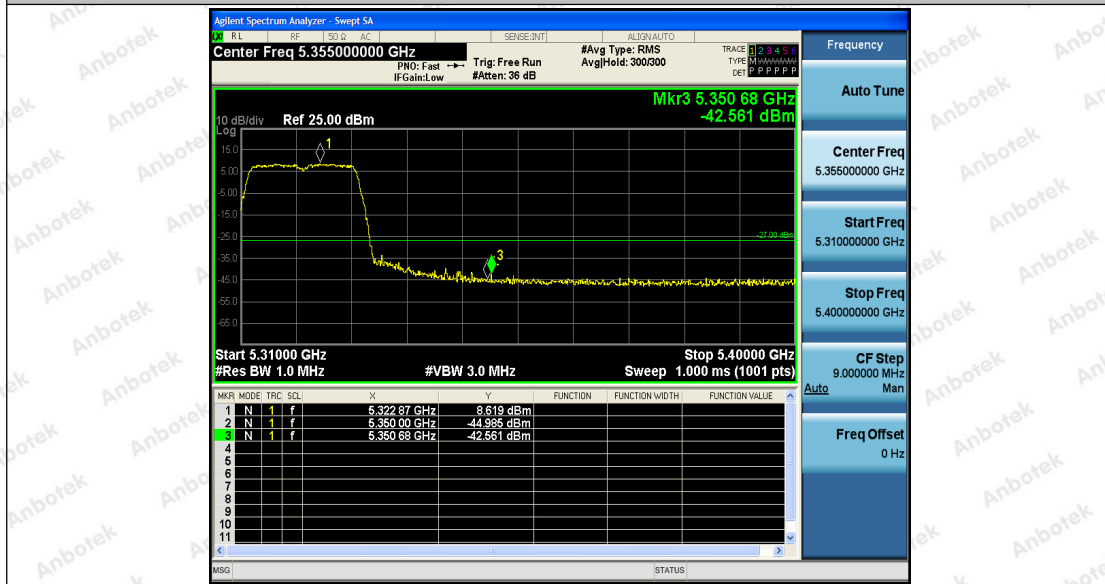 Agilent Spectrum Analyzer - Swept SA
LXI RL RF 50 Ω AC SENSE:INT ALIGN AUTO
Center Freq 5.355000000 GHz
PNO: Fast
IFGain:Low
Trig: Free Run
#Atten: 36 dB
#Avg Type: RMS
Avg|Hold: 300/300
TRACE 1 2 3 4 5 6
TYPE M WWWWW
DET P P P P P P
Mkr3 5.350 68 GHz
-42.561 dBm
10 dB/div Ref 25.00 dBm
Log
15.0
5.00
-5.00
-15.0
-25.0
-35.0
-45.0
-55.0
-65.0
1
3
-27.00 dBm
Start 5.31000 GHz Stop 5.40000 GHz
#Res BW 1.0 MHz #VBW 3.0 MHz Sweep 1.000 ms (1001 pts)
MKR MODE TRC SCL X Y FUNCTION FUNCTION WIDTH FUNCTION VALUE
1 N 1 f 5.322 87 GHz 8.619 dBm
2 N 1 f 5.350 00 GHz -44.985 dBm
3 N 1 f 5.350 68 GHz -42.561 dBm
4
5
6
7
8
9
10
11
MSG STATUS
Frequency
Auto Tune
Center Freq
5.355000000 GHz
Start Freq
5.310000000 GHz
Stop Freq
5.400000000 GHz
CF Step
9.000000 MHz
Auto Man
Freq Offset
0 Hz
Anbotek